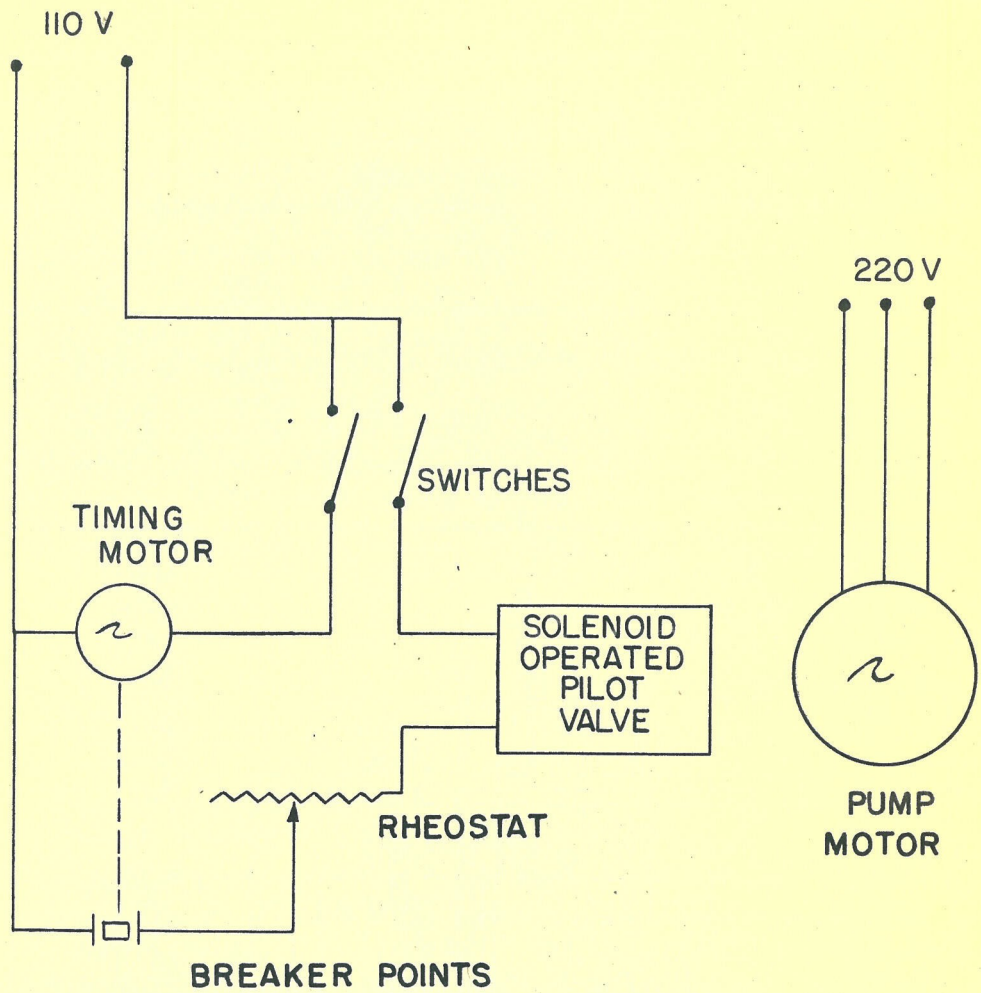 110 V
220 V
SWITCHES
TIMING
MOTOR
SOLENOID
OPERATED
PILOT
VALVE
RHEOSTAT
PUMP
MOTOR
BREAKER POINTS